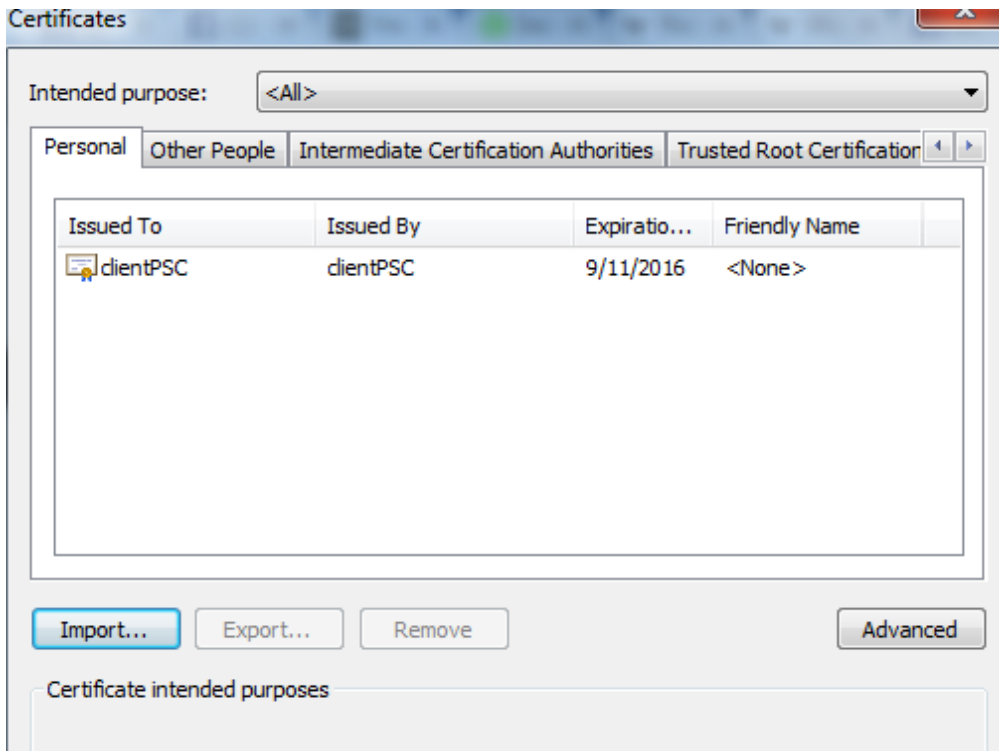 Certificates
Intended purpose: <All>
Personal Other People Intermediate Certification Authorities Trusted Root Certification
Issued To Issued By Expiratio... Friendly Name
clientPSC clientPSC 9/11/2016 <None>
Import... Export... Remove Advanced
Certificate intended purposes